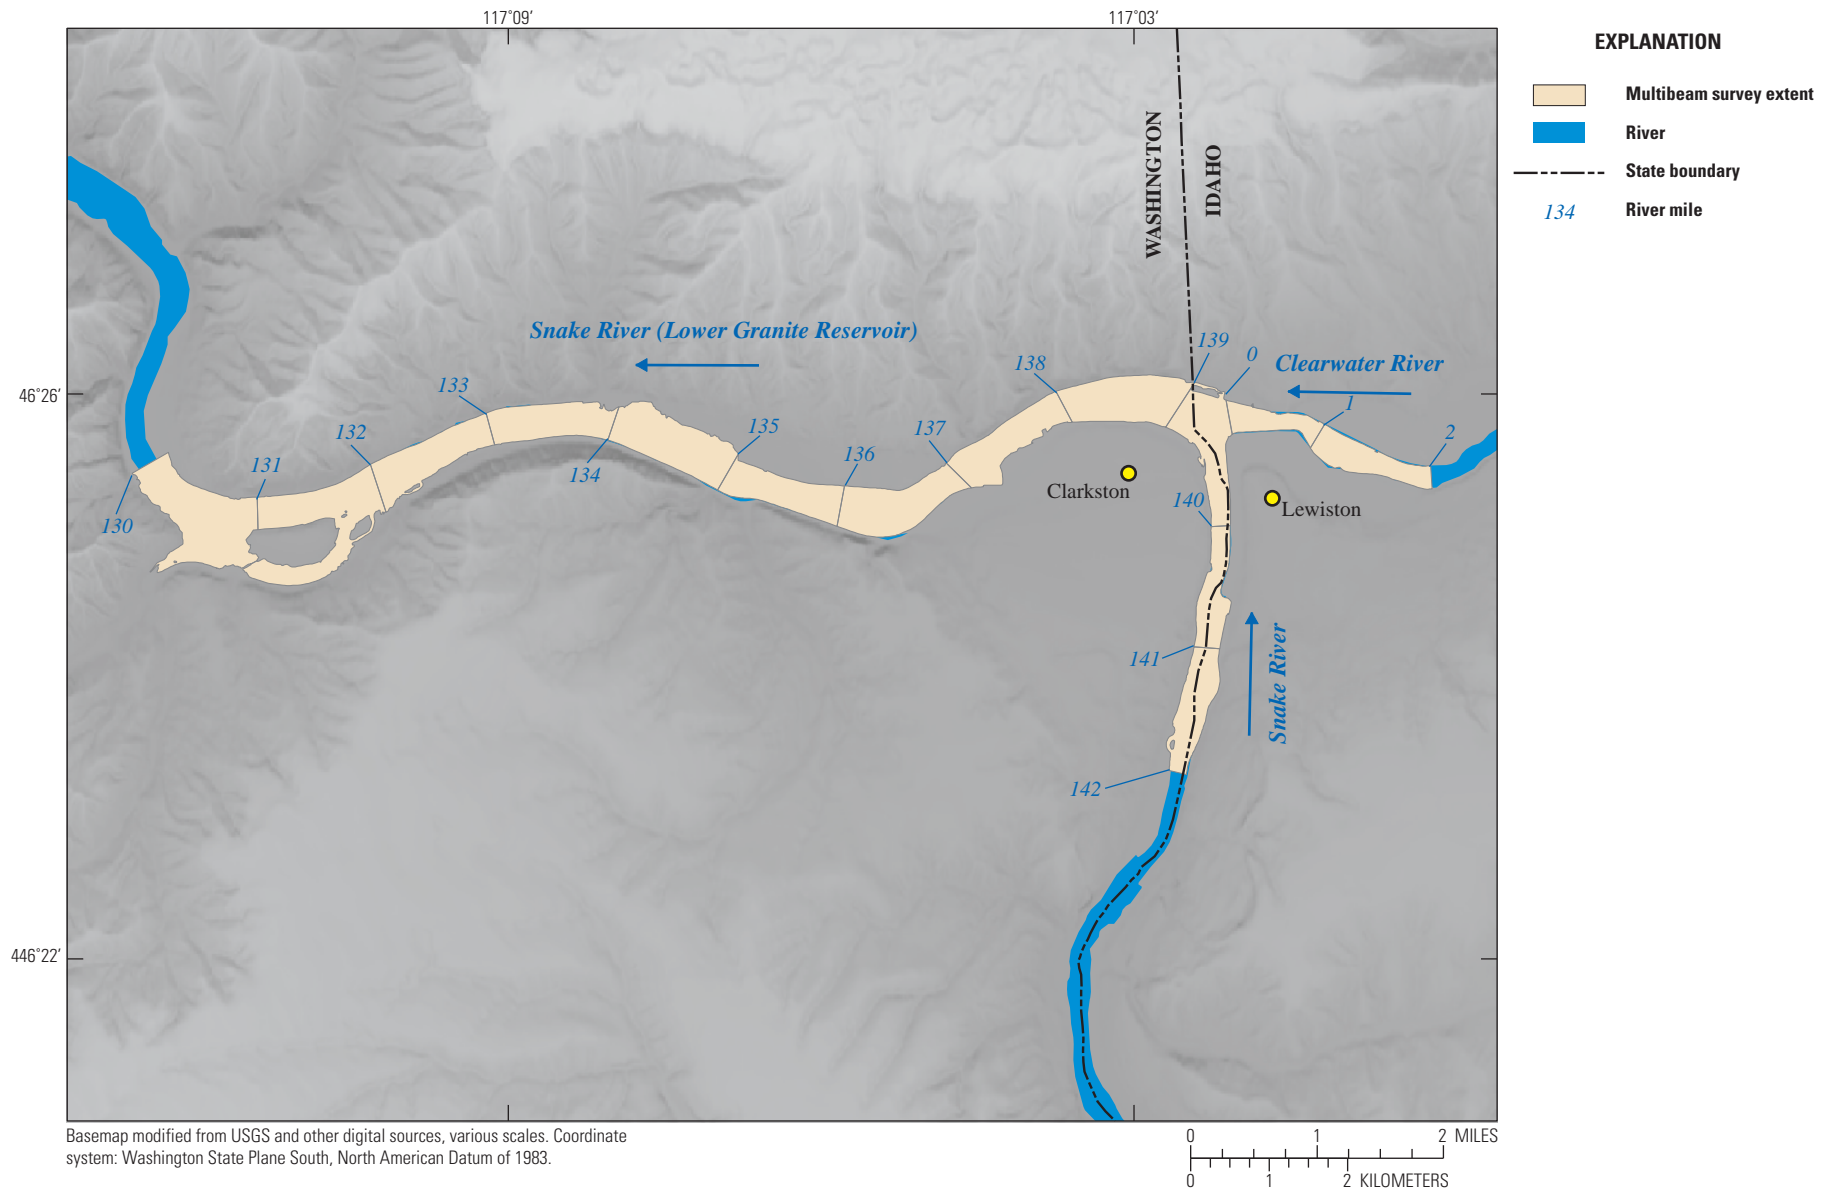 117°09′
117°03′
EXPLANATION
Multibeam survey extent
River
State boundary
134
River mile
WASHINGTON
IDAHO
Snake River (Lower Granite Reservoir)
Clearwater River
46°26′
446°22′
139
0
138
1
133
2
132
135
137
131
136
134
130
Clarkston
140
Lewiston
141
Snake River
142
Basemap modified from USGS and other digital sources, various scales. Coordinate
system: Washington State Plane South, North American Datum of 1983.
0 1 2 MILES
0 1 2 KILOMETERS